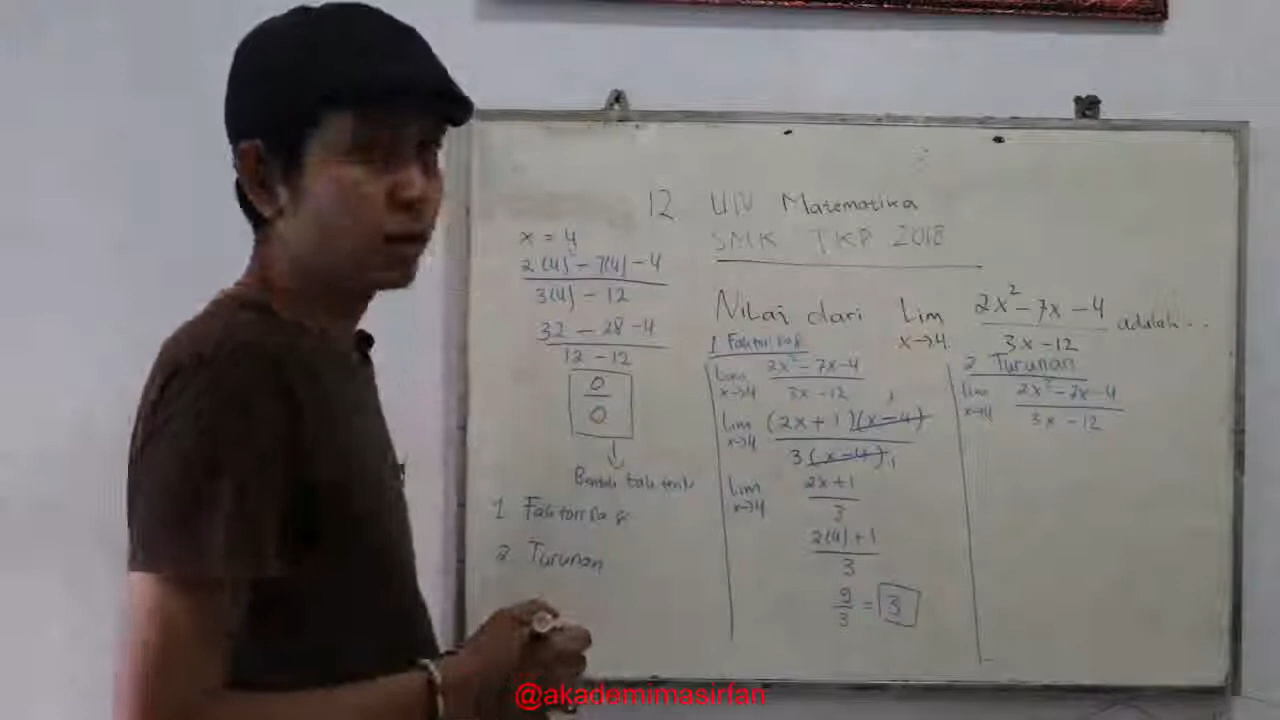 12 UN Matematika
SMK TKP 2018
Nilai dari Lim x→4 2x² - 7x - 4 / 3x - 12 adalah ...
x = 4
2(4)² - 7(4) - 4 / 3(4) - 12
32 - 28 - 4 / 12 - 12
0 / 0
Bentuk tak tentu
1 Faktorisasi
2 Turunan
1 Faktorisasi
Lim x→4 2x² - 7x - 4 / 3x - 12
Lim x→4 (2x + 1)(x - 4) 1 / 3(x - 4) 1
Lim x→4 2x + 1 / 3
2(4) + 1 / 3
9 / 3 = 3
2 Turunan
Lim x→4 2x² - 7x - 4 / 3x - 12
@akademimasirfan